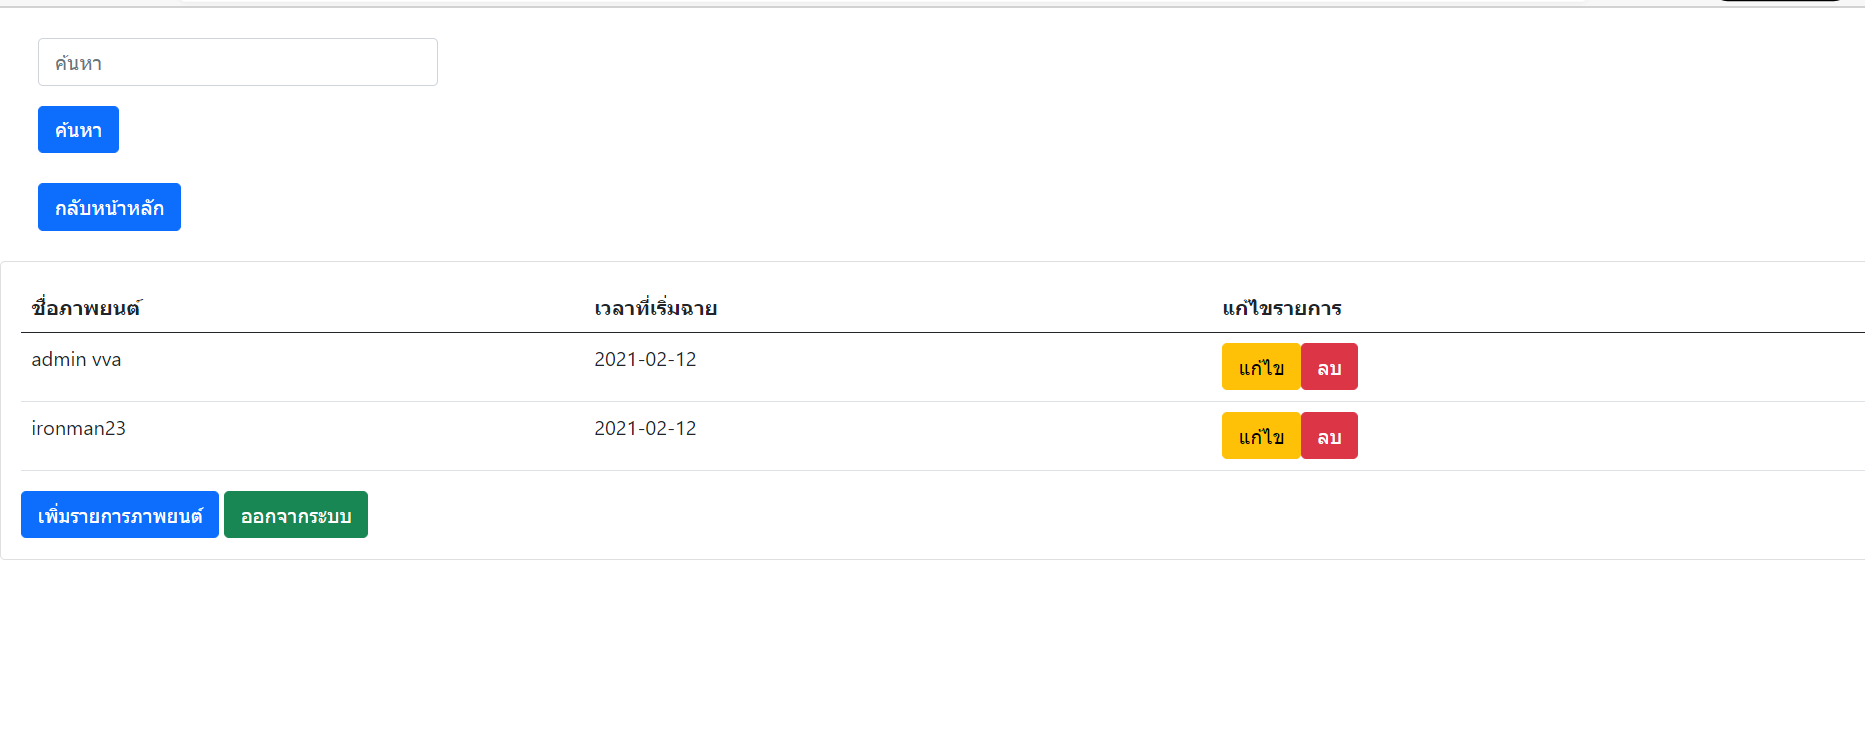 ค้นหา
ค้นหา
กลับหน้าหลัก
ชื่อภาพยนต์ เวลาที่เริ่มฉาย แก้ไขรายการ
admin vva 2021-02-12 แก้ไข ลบ
ironman23 2021-02-12 แก้ไข ลบ
เพิ่มรายการภาพยนต์ ออกจากระบบ